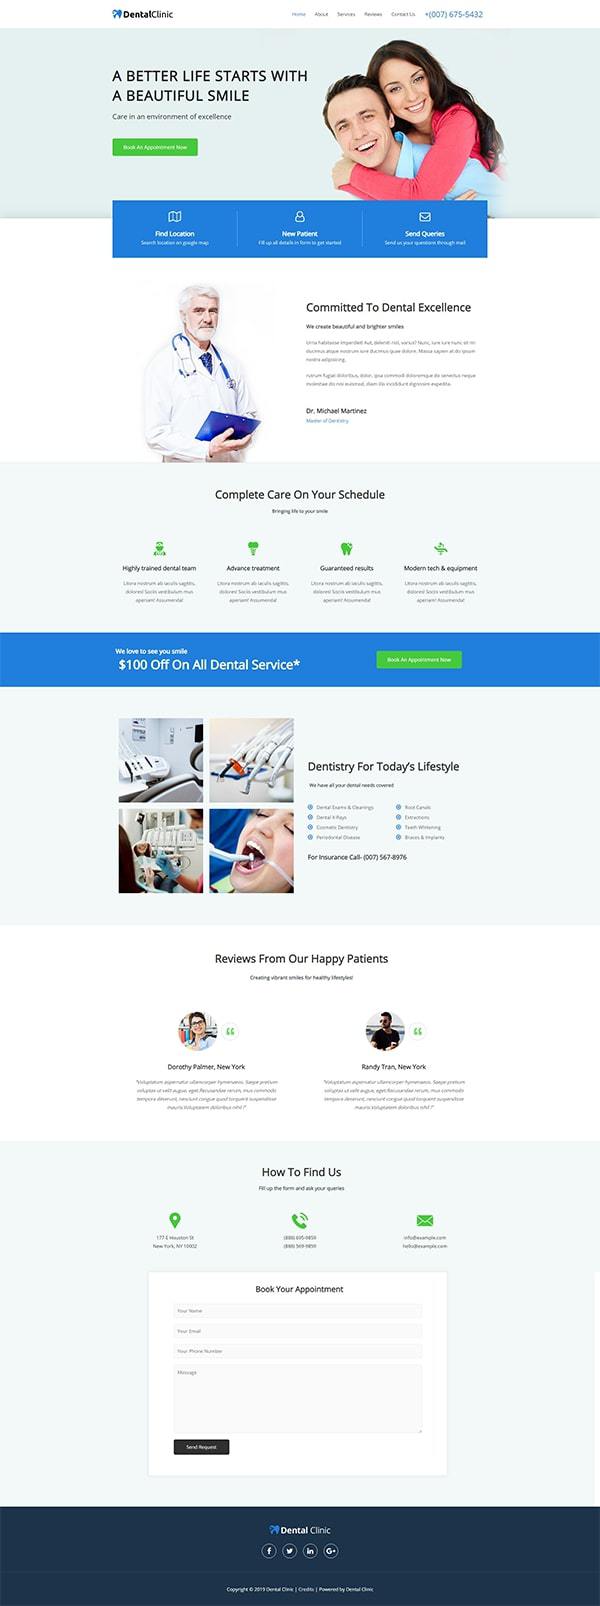 DentalClinic
Home About Services Reviews Contact Us +(007) 675-5432
A BETTER LIFE STARTS WITH
A BEAUTIFUL SMILE
Care in an environment of excellence
Book An Appointment Now
Find Location
Search location on google map
New Patient
Fill up all details in form to get started
Send Queries
Send us your questions through mail
Committed To Dental Excellence
We create beautiful and brighter smiles
Urna habitasse imperdiet! Aut, deleniti nisl, varius? Nunc, iure iure nunc sit mi
ducimus atque nostrum iure ducimus quae dolore. Massa sapien at do ipsum
nostra adipisicing.
rutrum fugiat doloribus, dolor, ipsa commodi doloremque do senectus neque
molestiae do nisi euismod, diam illis incididunt dignissim expedita.
Dr. Michael Martinez
Master of Dentistry
Complete Care On Your Schedule
Bringing life to your smile
Highly trained dental team
Litora nostrum ab iaculis sagittis,
dolores! Sociis vestibulum mus
aperiam! Assumenda!
Advance treatment
Litora nostrum ab iaculis sagittis,
dolores! Sociis vestibulum mus
aperiam! Assumenda!
Guaranteed results
Litora nostrum ab iaculis sagittis,
dolores! Sociis vestibulum mus
aperiam! Assumenda!
Modern tech & equipment
Litora nostrum ab iaculis sagittis,
dolores! Sociis vestibulum mus
aperiam! Assumenda!
We love to see you smile
$100 Off On All Dental Service*
Book An Appointment Now
Dentistry For Today's Lifestyle
We have all your dental needs covered
Dental Exams & Cleanings
Dental X-Rays
Cosmetic Dentistry
Periodontal Disease
Root Canals
Extractions
Teeth Whitening
Braces & Implants
For Insurance Call- (007) 567-8976
Reviews From Our Happy Patients
Creating vibrant smiles for healthy lifestyles!
Dorothy Palmer, New York
"Voluptatum aspernatur ullamcorper hymenaeos. Saepe pretium
voluptas ut velit augue, eget.Recusandae rerum, mus commodo
tempora deserunt, nesciunt congue quod torquent suspendisse
mauris.Voluptatem doloribus nihil !"
Randy Tran, New York
"Voluptatum aspernatur ullamcorper hymenaeos. Saepe pretium
voluptas ut velit augue, eget.Recusandae rerum, mus commodo
tempora deserunt, nesciunt congue quod torquent suspendisse
mauris.Voluptatem doloribus nihil !"
How To Find Us
Fill up the form and ask your queries
177 E Houston St
New York, NY 10002
(888) 695-9859
(888) 569-9859
info@example.com
hello@example.com
Book Your Appointment
Your Name
Your Email
Your Phone Number
Message
Send Request
Dental Clinic
Copyright © 2019 Dental Clinic | Credits | Powered by Dental Clinic